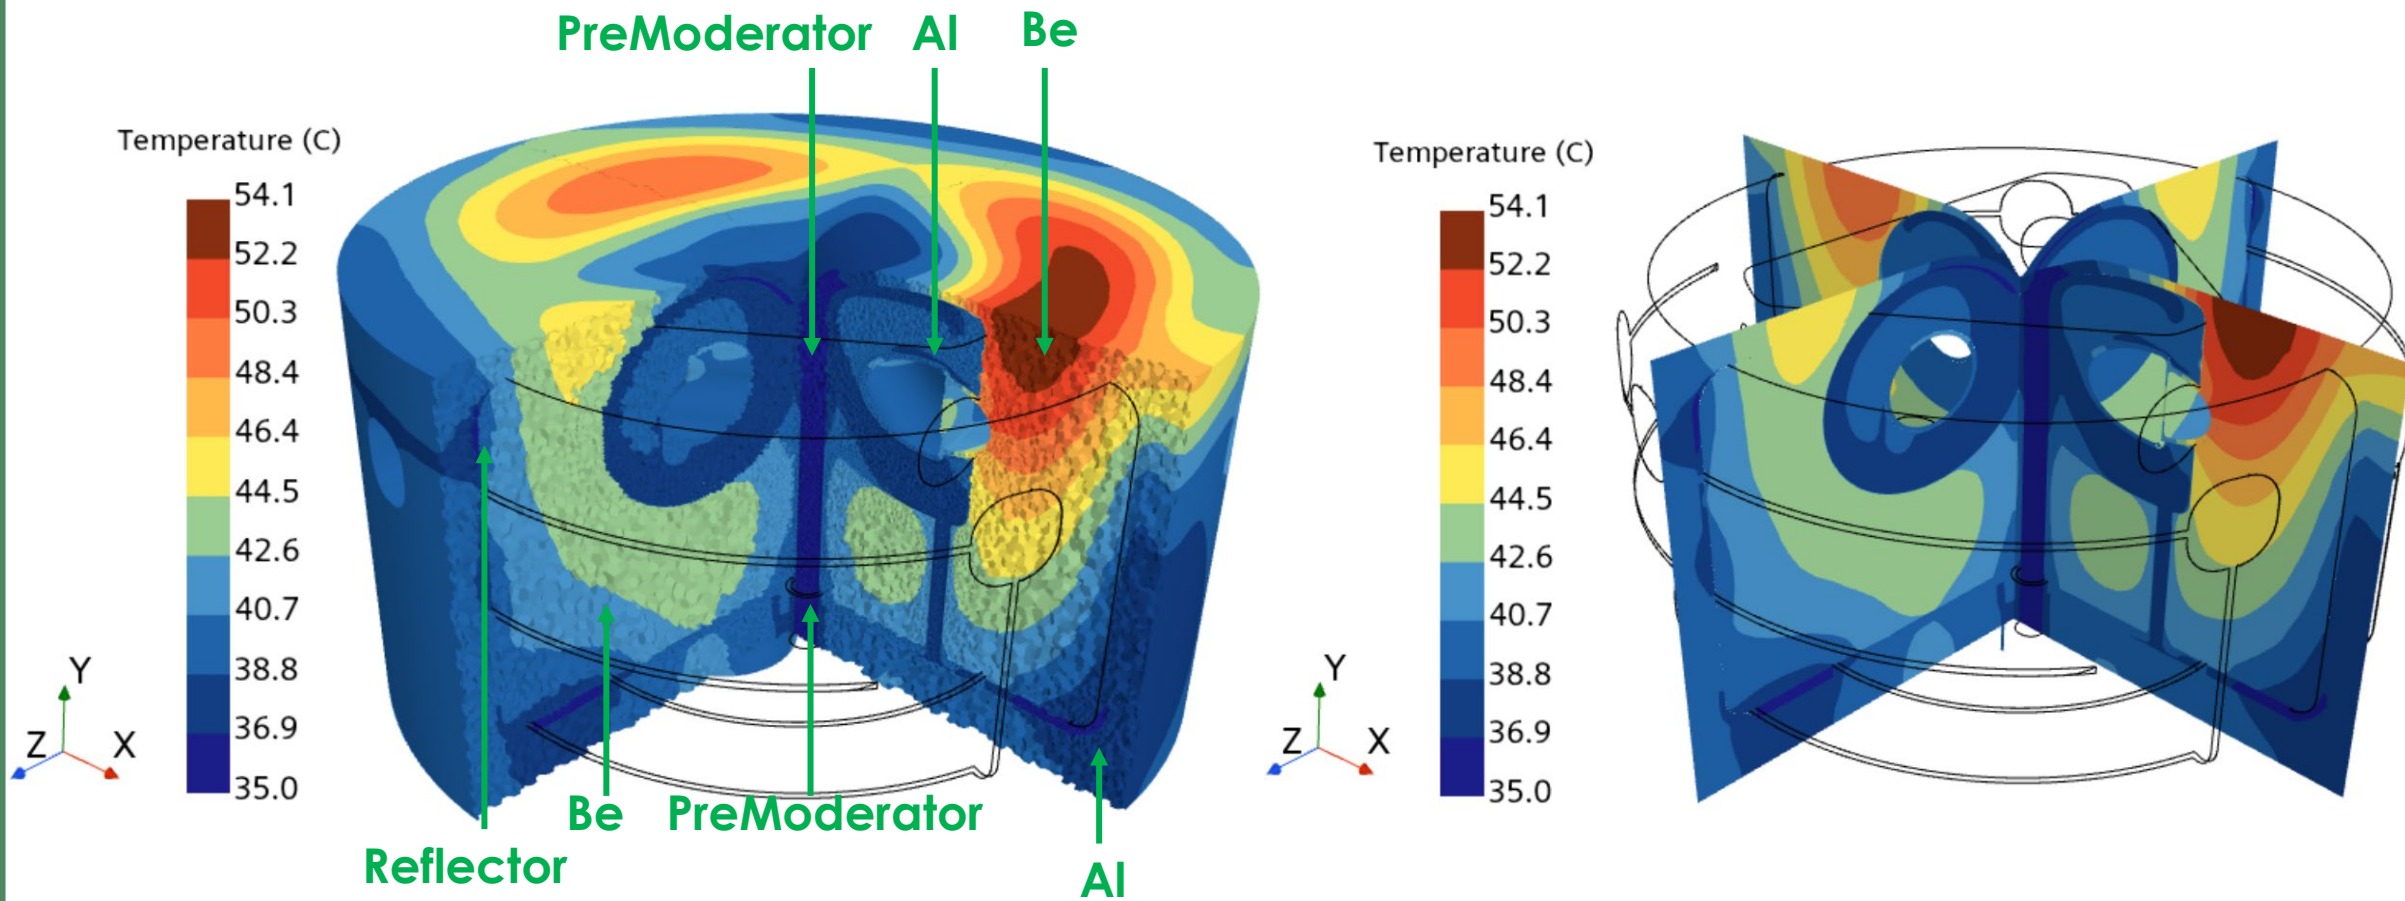 PreModerator Al Be
Temperature (C)
54.1
52.2
50.3
48.4
46.4
44.5
42.6
40.7
38.8
36.9
35.0
Y
Z X
Reflector
Be
PreModerator
Al
Temperature (C)
54.1
52.2
50.3
48.4
46.4
44.5
42.6
40.7
38.8
36.9
35.0
Y
Z X